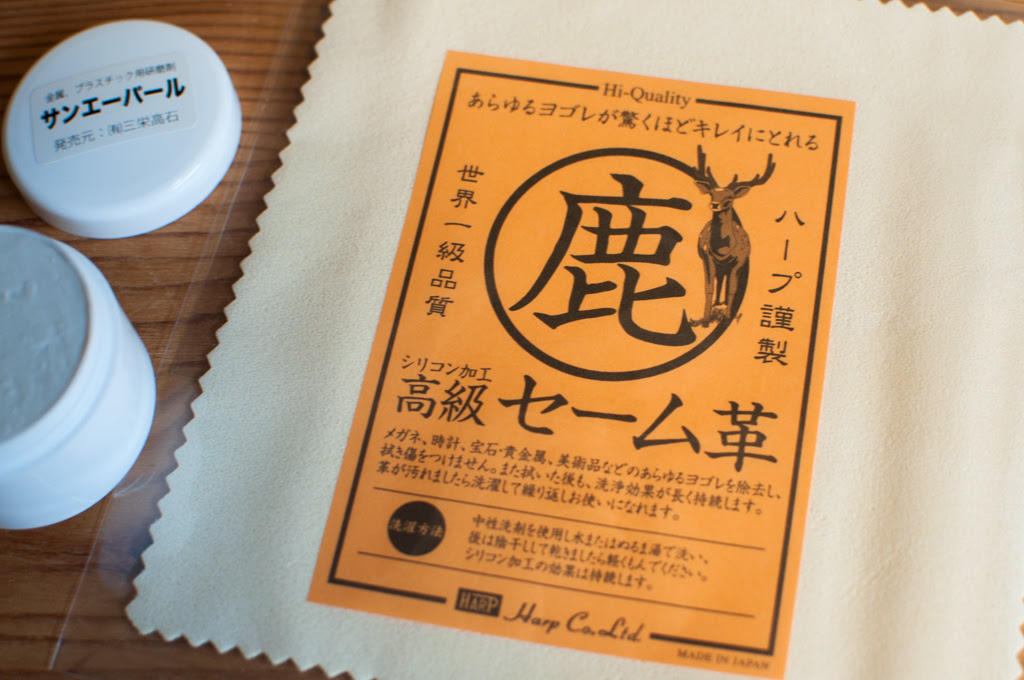 金属、プラスチック用研磨剤
サンエーパール
発売元：㈲三栄高石
Hi-Quality
あらゆるヨゴレが驚くほどキレイにとれる
世界一級品質
鹿
ハープ謹製
シリコン加工
高級セーム革
メガネ、時計、宝石・貴金属、美術品などのあらゆるヨゴレを除去し、
拭き傷をつけません。また拭いた後も、洗浄効果が長く持続します。
革が汚れましたら洗濯して繰り返しお使いになれます。
洗濯方法
中性洗剤を使用し水またはぬるま湯で洗い、
後は陰干しして乾きましたら軽くもんでください。
シリコン加工の効果は持続します。
HARP Harp Co., Ltd.
MADE IN JAPAN